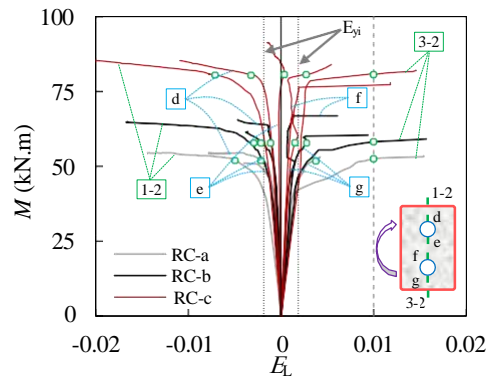 100
75
50
25
0
M (kN.m)
E_yi
3-2
d
f
1-2
e
g
RC-a
RC-b
RC-c
1-2
d
e
f
g
3-2
-0.02
-0.01
0
0.01
0.02
E_L